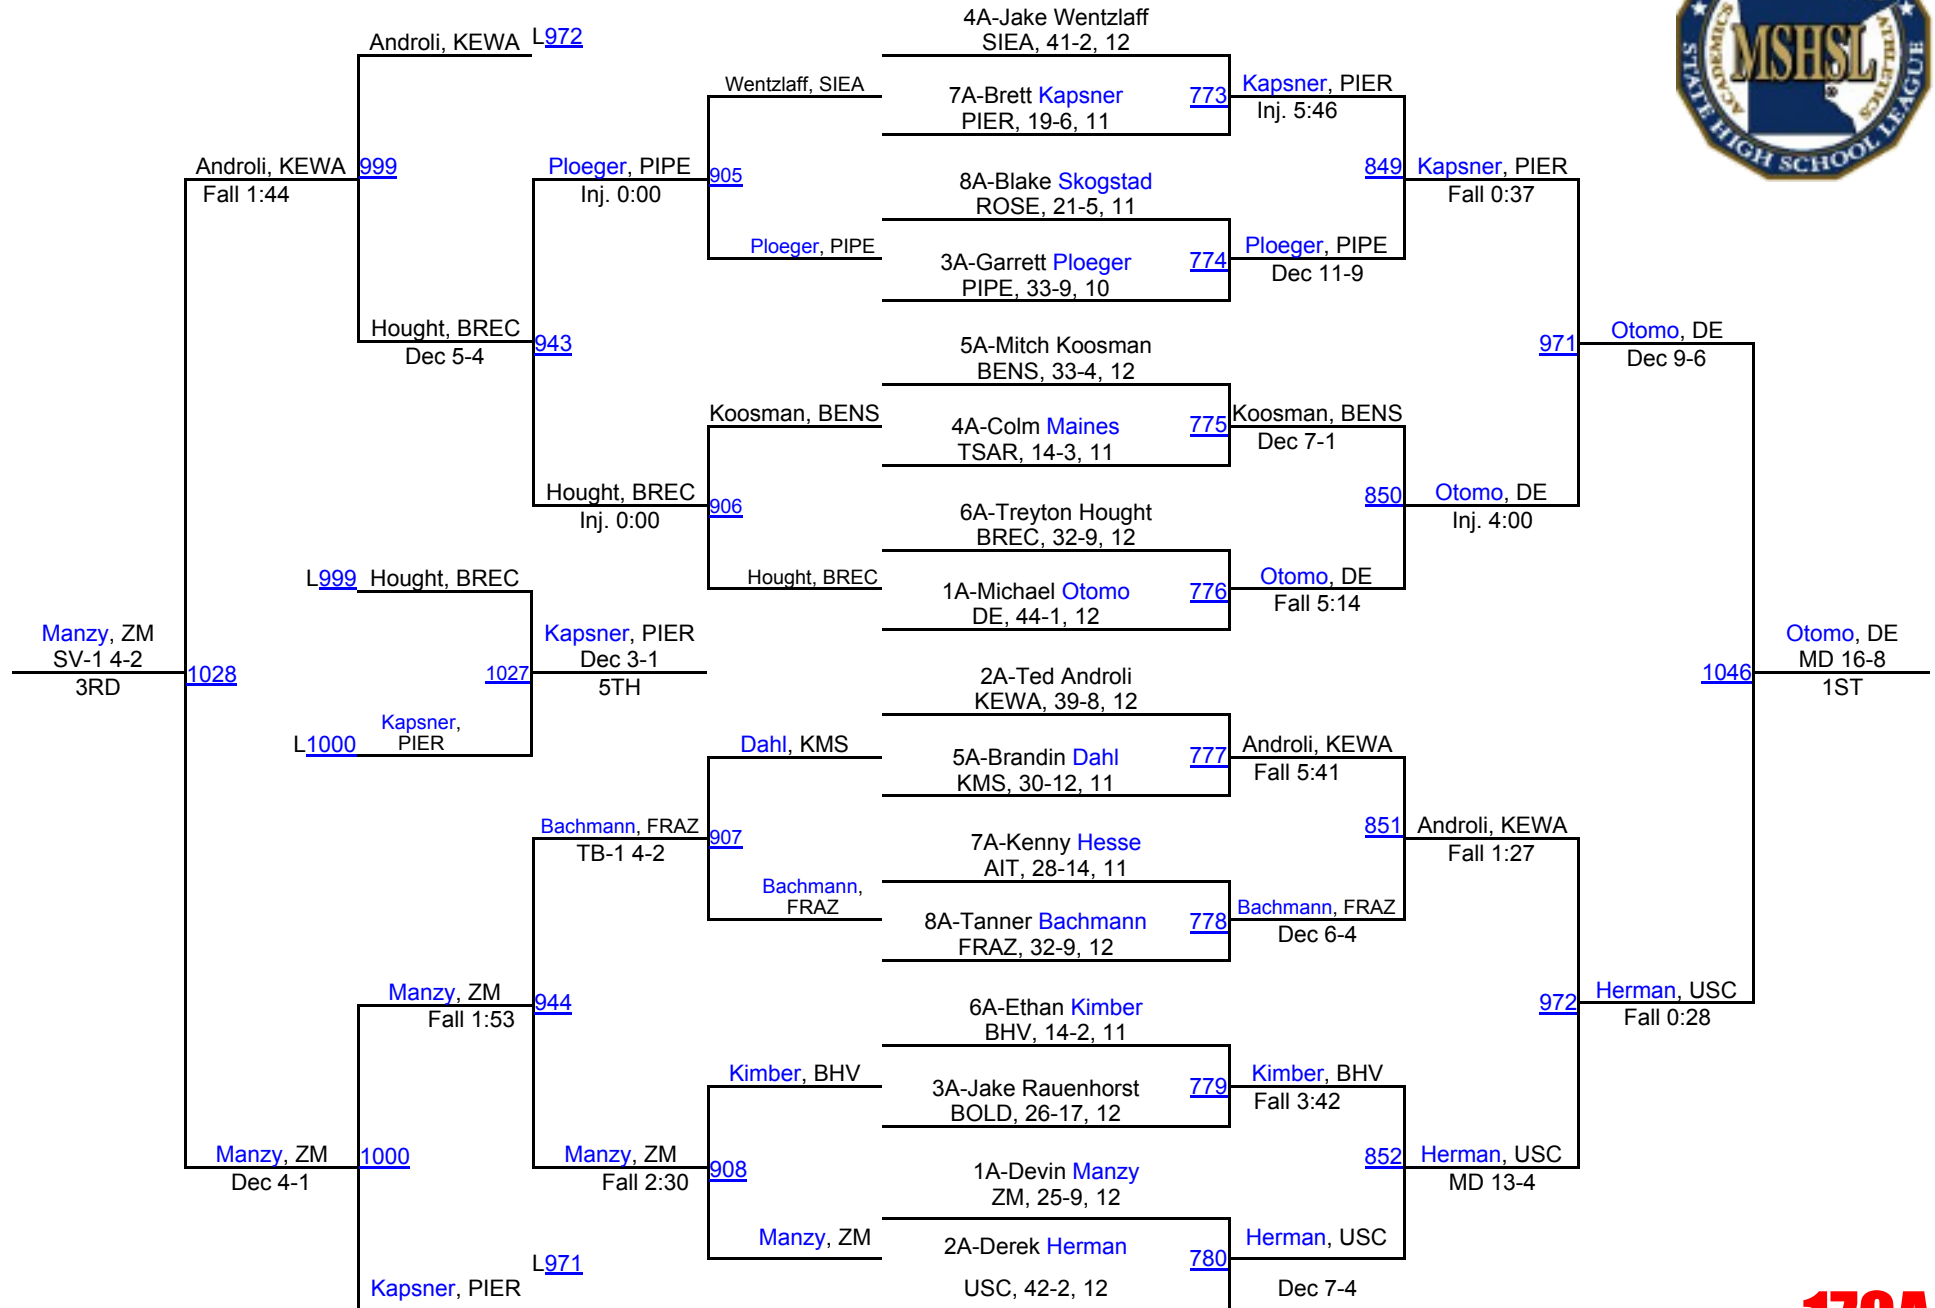 4A-Jake Wentzlaff
SIEA, 41-2, 12
Androli, KEWA L972
Wentzlaff, SIEA
7A-Brett Kapsner
PIER, 19-6, 11
773
Kapsner, PIER
Inj. 5:46
ACADEMICS
ATHLETICS
MSHSL
STATE HIGH SCHOOL LEAGUE
Androli, KEWA
Fall 1:44
999
Ploeger, PIPE
Inj. 0:00
905
8A-Blake Skogstad
ROSE, 21-5, 11
849
Kapsner, PIER
Fall 0:37
Ploeger, PIPE
3A-Garrett Ploeger
PIPE, 33-9, 10
774
Ploeger, PIPE
Dec 11-9
Hought, BREC
Dec 5-4
943
5A-Mitch Koosman
BENS, 33-4, 12
971
Otomo, DE
Dec 9-6
Koosman, BENS
4A-Colm Maines
TSAR, 14-3, 11
775
Koosman, BENS
Dec 7-1
Hought, BREC
Inj. 0:00
906
6A-Treyton Hought
BREC, 32-9, 12
850
Otomo, DE
Inj. 4:00
L999 Hought, BREC
Hought, BREC
1A-Michael Otomo
DE, 44-1, 12
776
Otomo, DE
Fall 5:14
Manzy, ZM
SV-1 4-2
3RD
1028
1027
Kapsner, PIER
Dec 3-1
5TH
2A-Ted Androli
KEWA, 39-8, 12
1046
Otomo, DE
MD 16-8
1ST
L1000
Kapsner,
PIER
Dahl, KMS
5A-Brandin Dahl
KMS, 30-12, 11
777
Androli, KEWA
Fall 5:41
Bachmann, FRAZ
TB-1 4-2
907
7A-Kenny Hesse
AIT, 28-14, 11
851
Androli, KEWA
Fall 1:27
Bachmann,
FRAZ
8A-Tanner Bachmann
FRAZ, 32-9, 12
778
Bachmann, FRAZ
Dec 6-4
Manzy, ZM
Fall 1:53
944
6A-Ethan Kimber
BHV, 14-2, 11
972
Herman, USC
Fall 0:28
Kimber, BHV
3A-Jake Rauenhorst
BOLD, 26-17, 12
779
Kimber, BHV
Fall 3:42
Manzy, ZM
Dec 4-1
1000
Manzy, ZM
Fall 2:30
908
1A-Devin Manzy
ZM, 25-9, 12
852
Herman, USC
MD 13-4
Manzy, ZM
2A-Derek Herman
USC, 42-2, 12
780
Herman, USC
Dec 7-4
L971
Kapsner, PIER